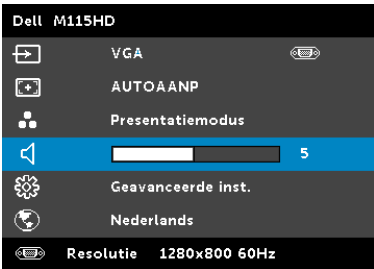 Dell M115HD
VGA
AUTOAANP
Presentatiemodus
5
Geavanceerde inst.
Nederlands
Resolutie 1280x800 60Hz